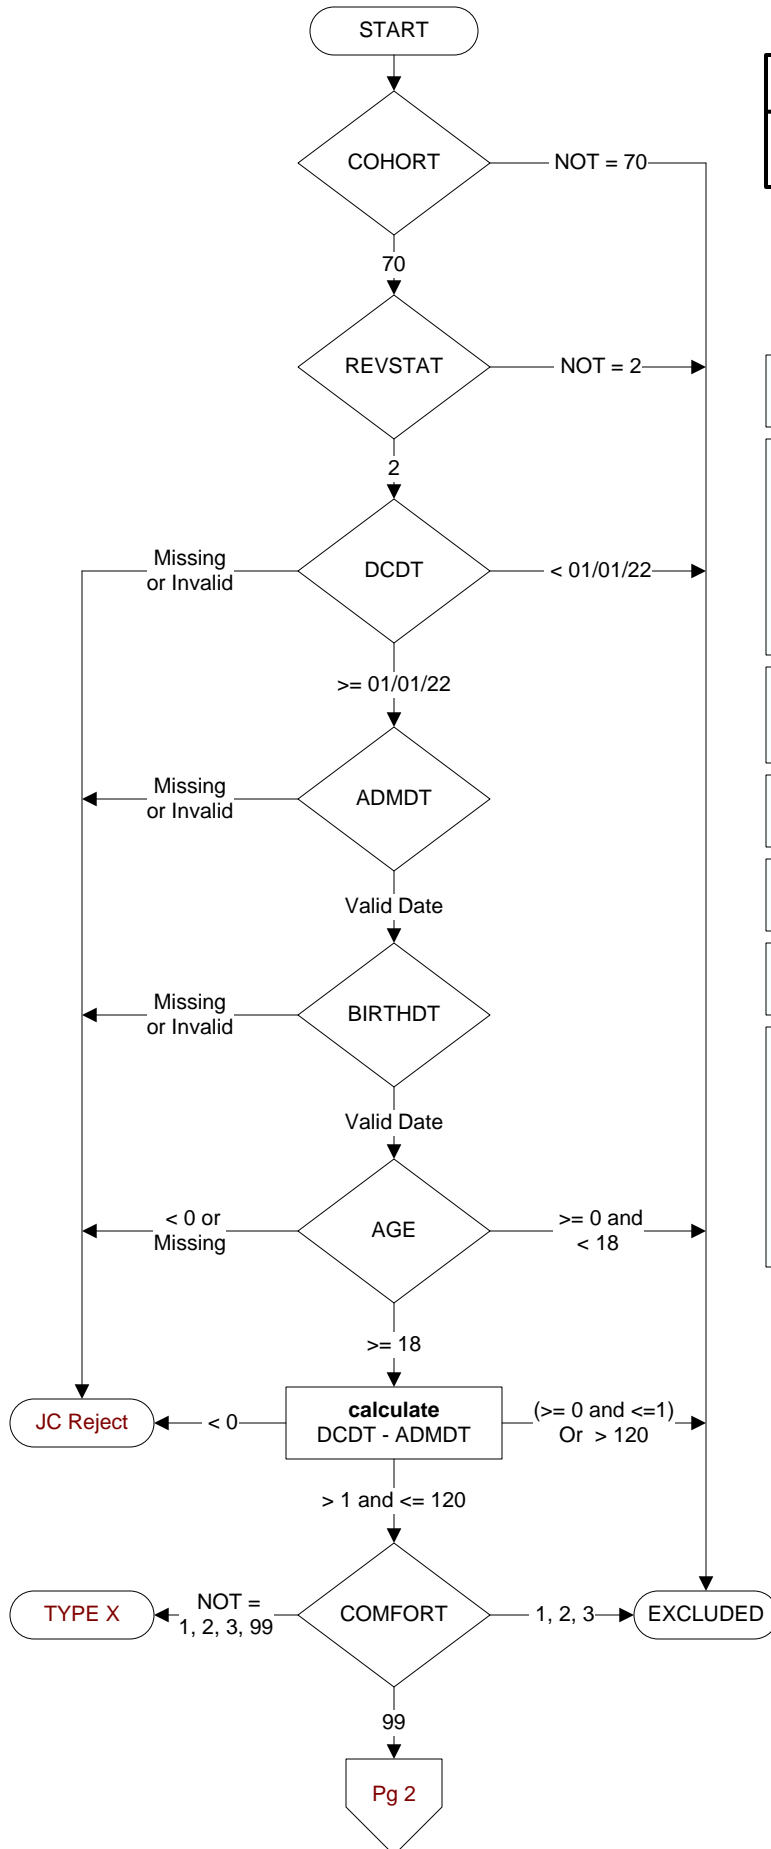 START
COHORT
NOT = 70
70
REVSTAT
NOT = 2
2
Missing
or Invalid
DCDT
< 01/01/22
>= 01/01/22
Missing
or Invalid
ADMDT
Valid Date
Missing
or Invalid
BIRTHDT
Valid Date
< 0 or
Missing
AGE
>= 0 and
< 18
>= 18
JC Reject
< 0
calculate
DCDT - ADMDT
(>= 0 and <=1)
Or > 120
> 1 and <= 120
TYPE X
NOT =
1, 2, 3, 99
COMFORT
1, 2, 3
EXCLUDED
99
Pg 2